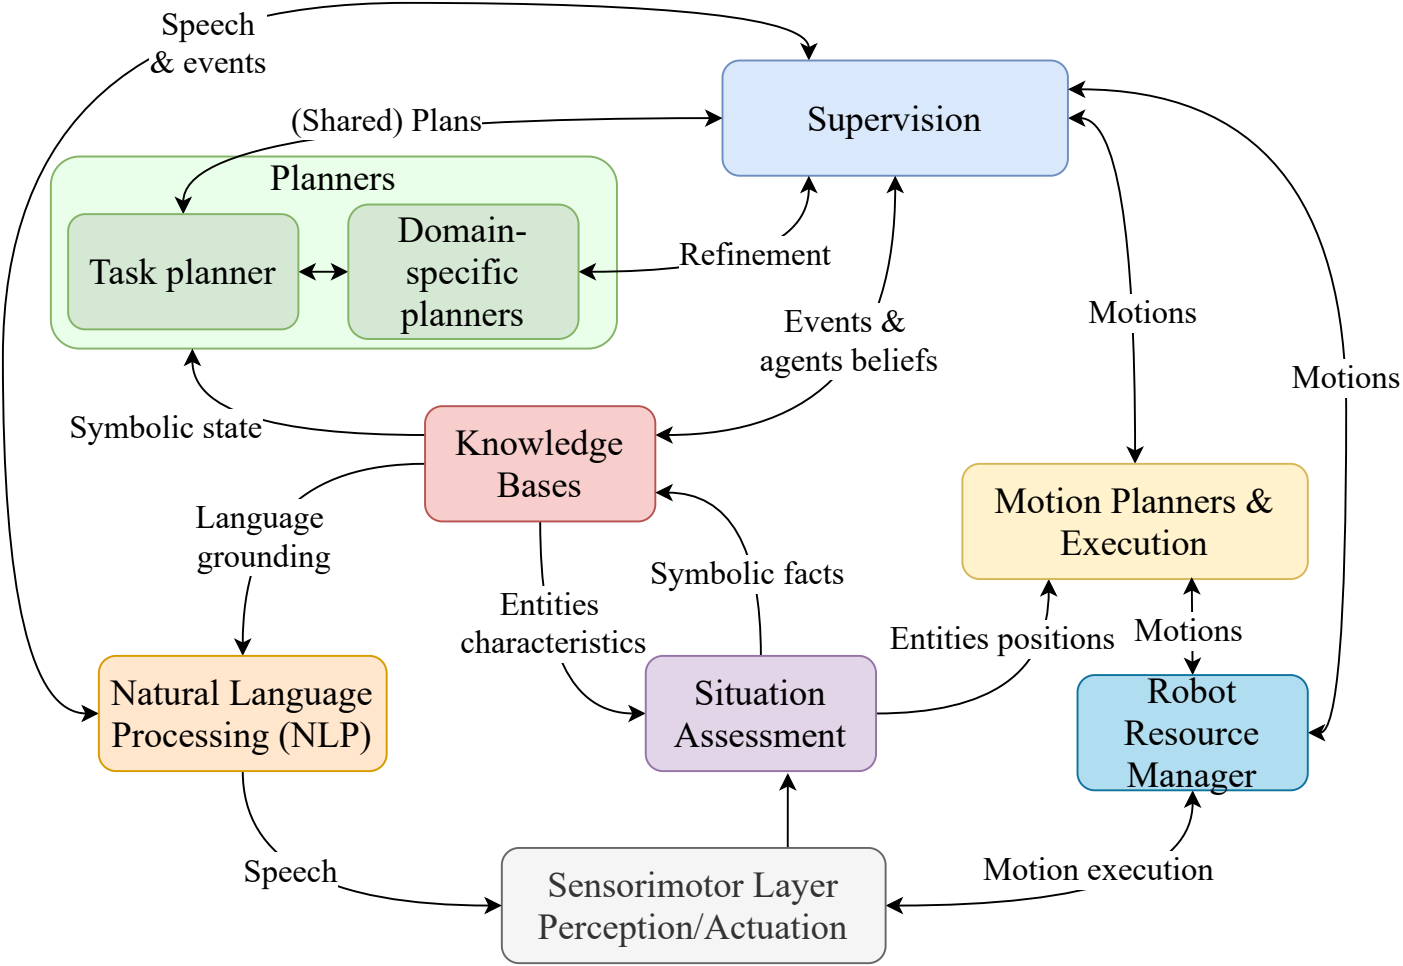 Speech
& events
Supervision
(Shared) Plans
Planners
Task planner
Domain-
specific
planners
Refinement
Events &
agents beliefs
Motions
Motions
Symbolic state
Knowledge
Bases
Language
grounding
Motion Planners &
Execution
Symbolic facts
Entities
characteristics
Entities positions
Motions
Natural Language
Processing (NLP)
Situation
Assessment
Robot
Resource
Manager
Speech
Motion execution
Sensorimotor Layer
Perception/Actuation